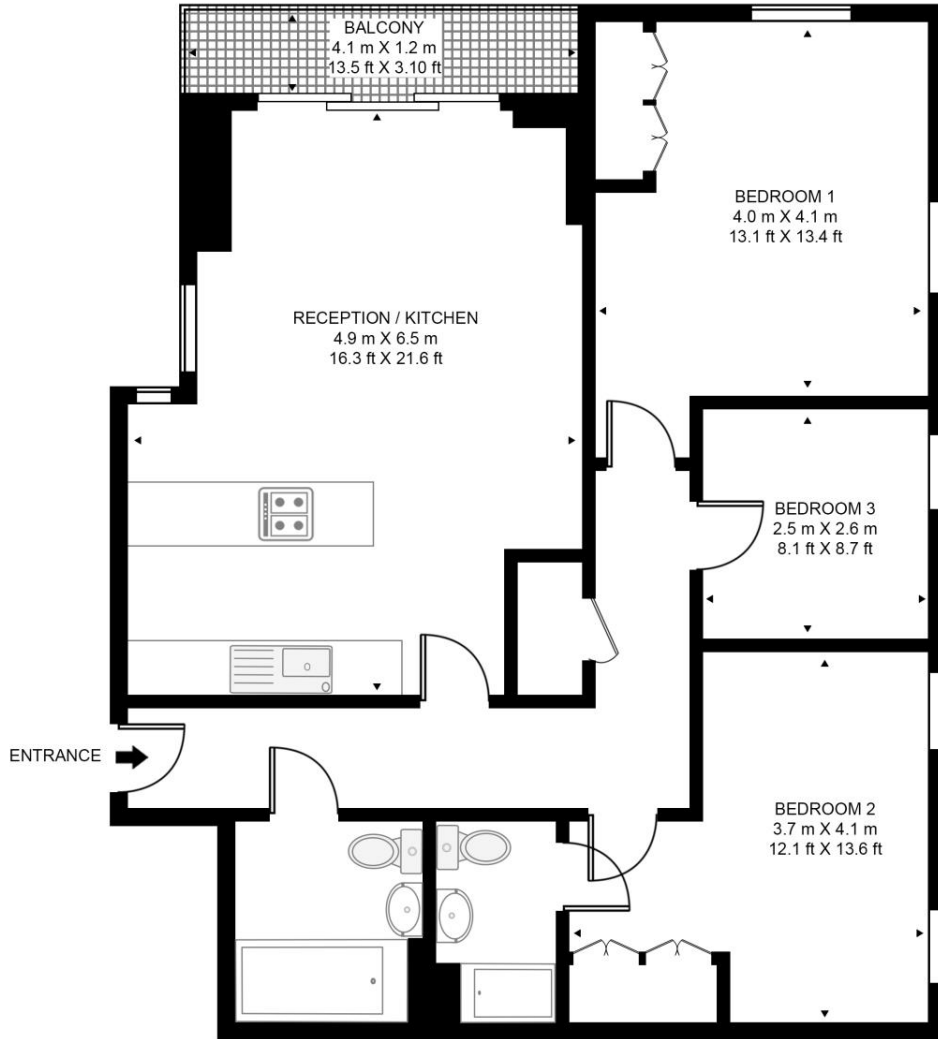 BALCONY
4.1 m X 1.2 m
13.5 ft X 3.10 ft
BEDROOM 1
4.0 m X 4.1 m
13.1 ft X 13.4 ft
RECEPTION / KITCHEN
4.9 m X 6.5 m
16.3 ft X 21.6 ft
BEDROOM 3
2.5 m X 2.6 m
8.1 ft X 8.7 ft
ENTRANCE
BEDROOM 2
3.7 m X 4.1 m
12.1 ft X 13.6 ft